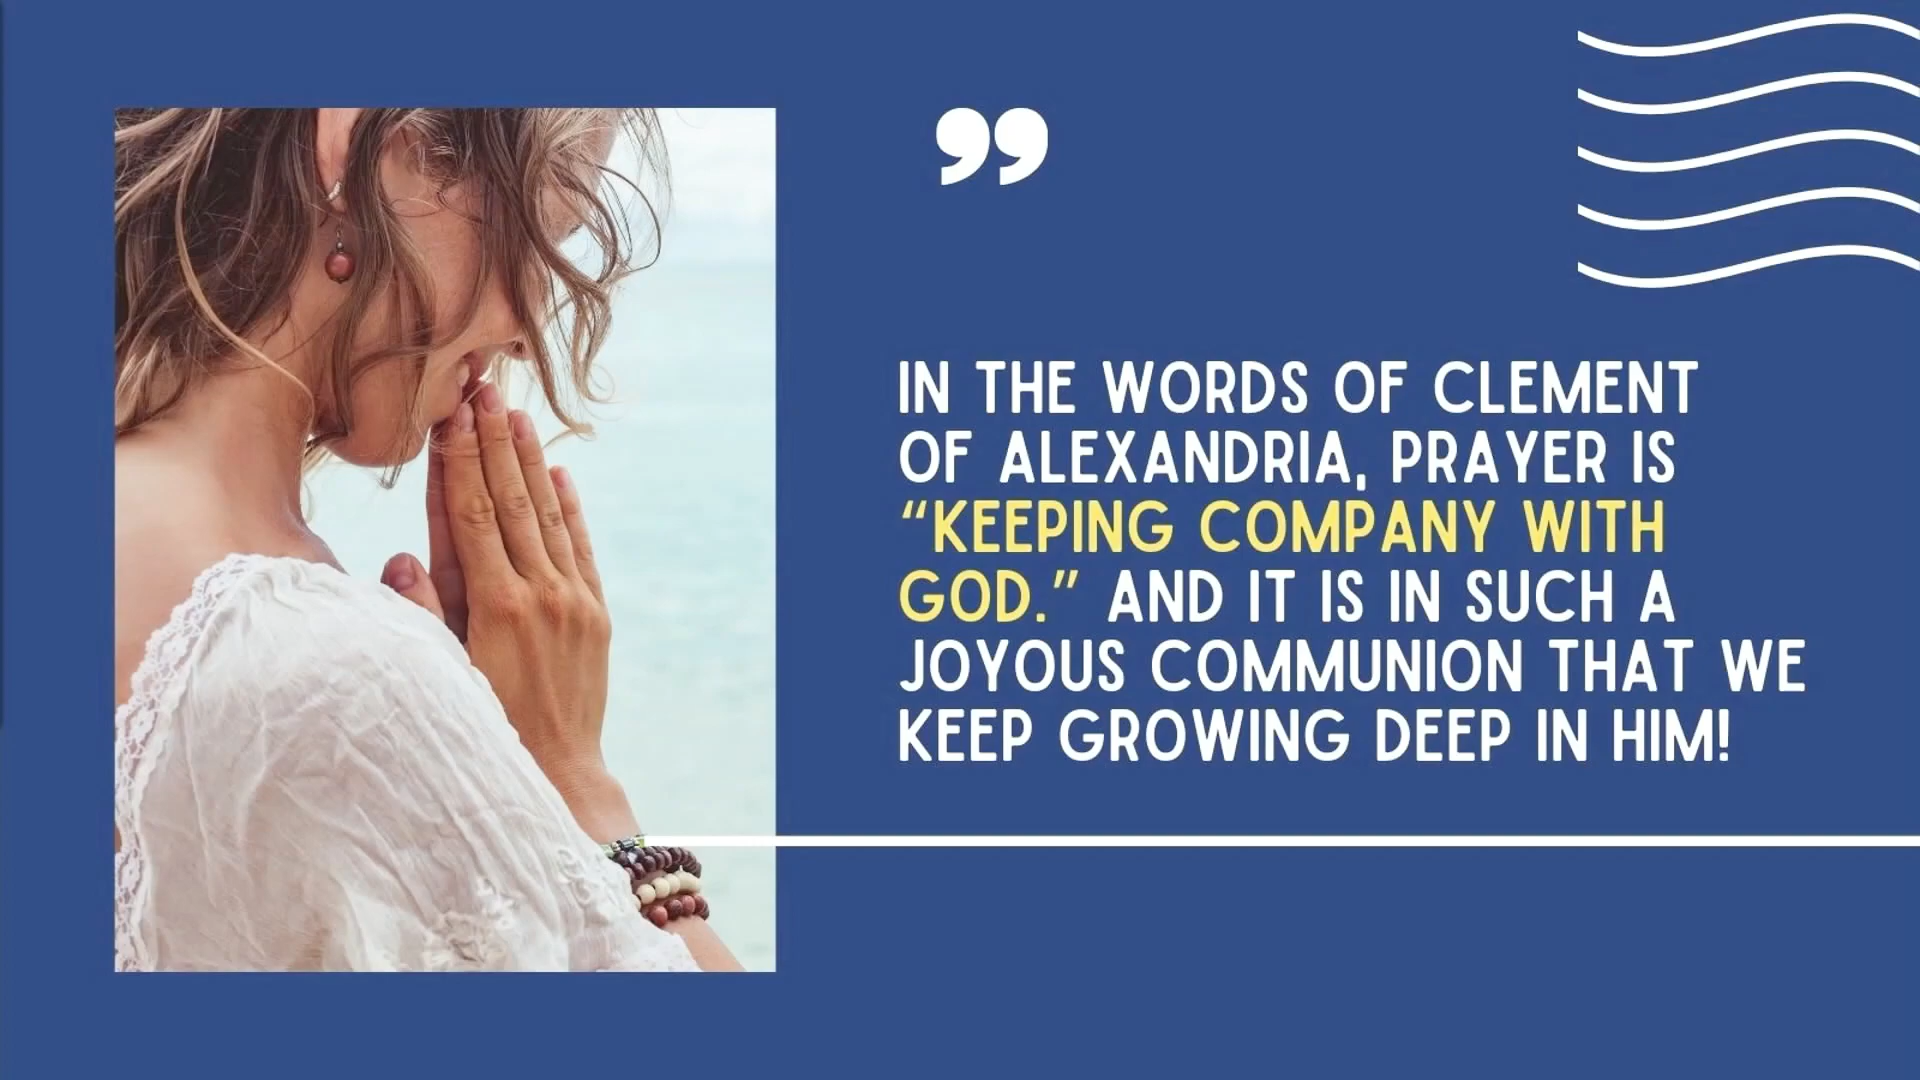 ”
IN THE WORDS OF CLEMENT
OF ALEXANDRIA, PRAYER IS
“KEEPING COMPANY WITH
GOD.” AND IT IS IN SUCH A
JOYOUS COMMUNION THAT WE
KEEP GROWING DEEP IN HIM!